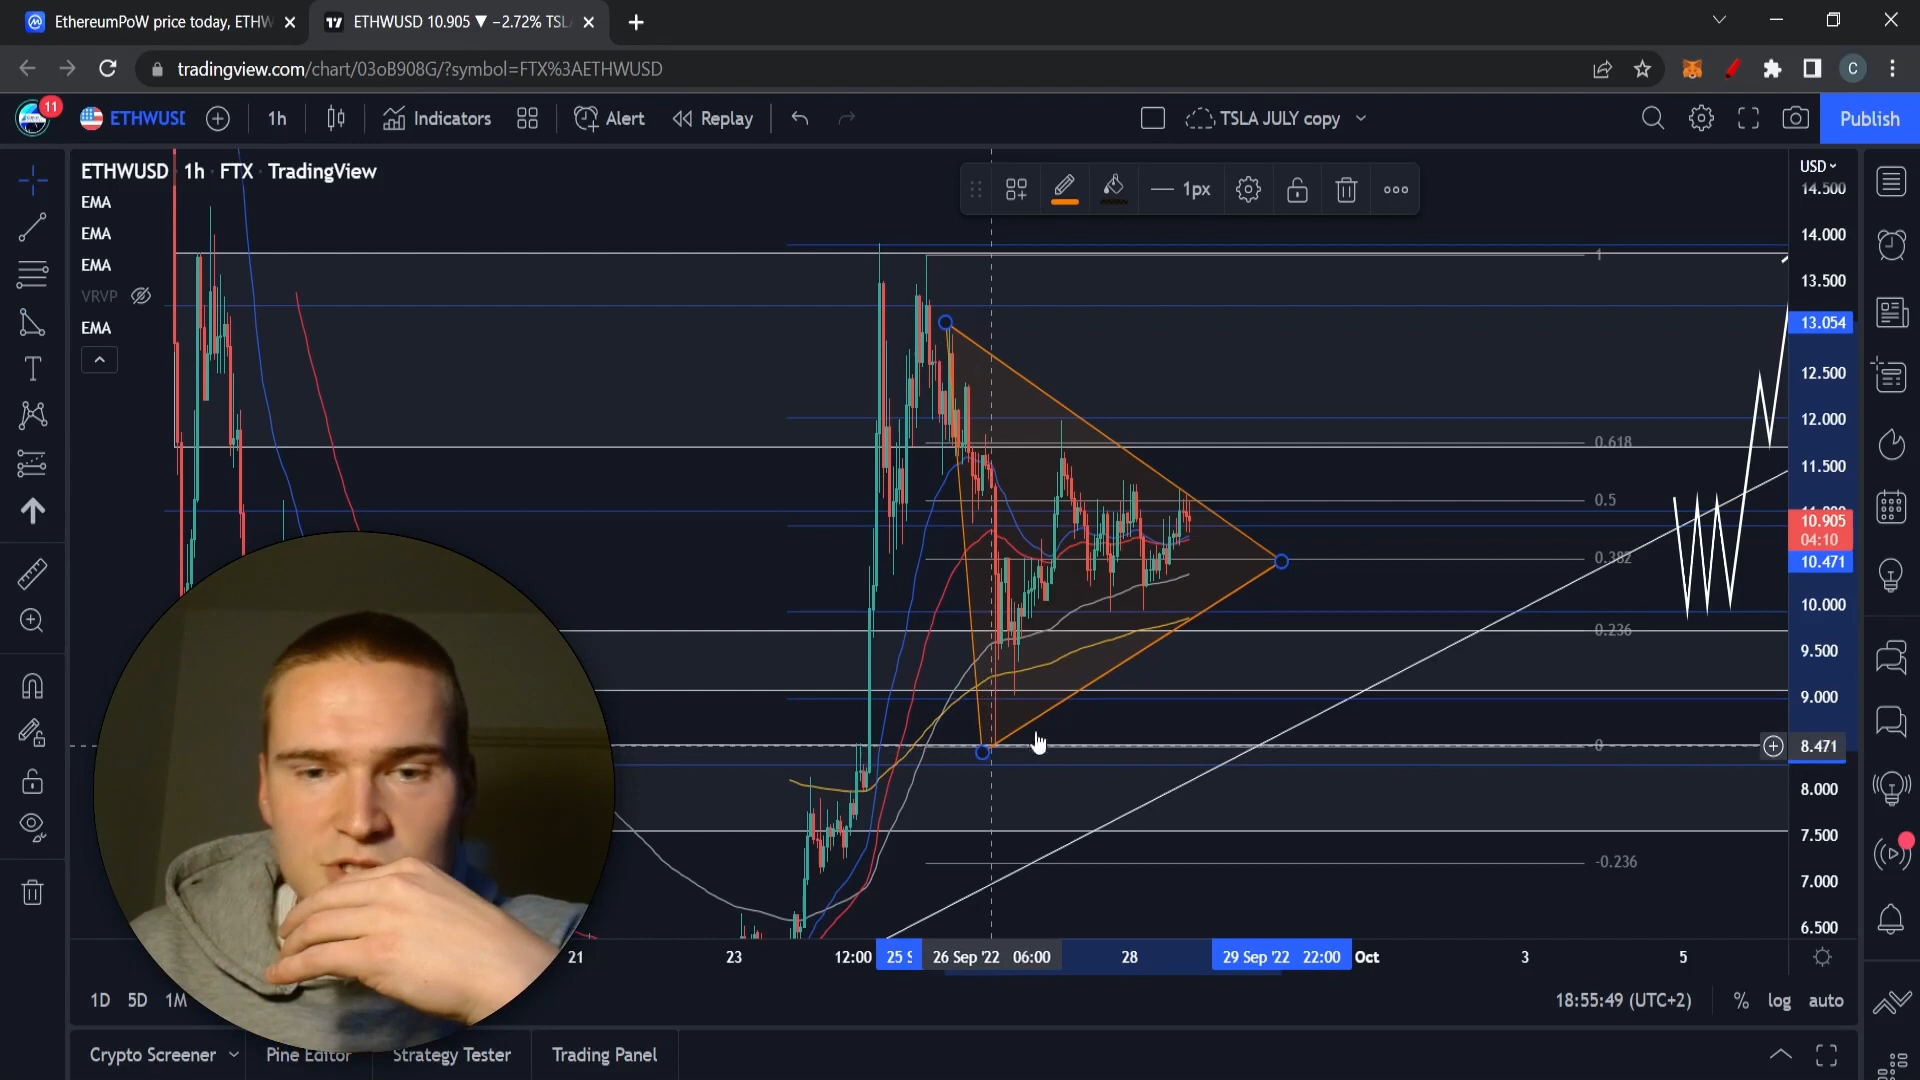 EthereumPoW price today, ETHW
ETHWUSD 10.905 ▼ −2.72% TSLA
tradingview.com/chart/03oB908G/?symbol=FTX%3AETHWUSD
C
11
ETHWUSD
1h
Indicators
Alert
Replay
TSLA JULY copy
Publish
ETHWUSD 1h FTX TradingView
EMA
EMA
EMA
VRVP
EMA
1px
USD
14.500
14.000
13.500
13.054
12.500
12.000
11.500
10.905
04:10
10.471
10.000
9.500
9.000
8.471
8.000
7.500
7.000
6.500
1
0.618
0.5
0.382
0.236
0
-0.236
21
23
12:00
25 S
26 Sep '22 06:00
28
29 Sep '22 22:00
Oct
3
5
1D 5D 1M
18:55:49 (UTC+2)
%
log
auto
Crypto Screener
Pine Editor
Strategy Tester
Trading Panel